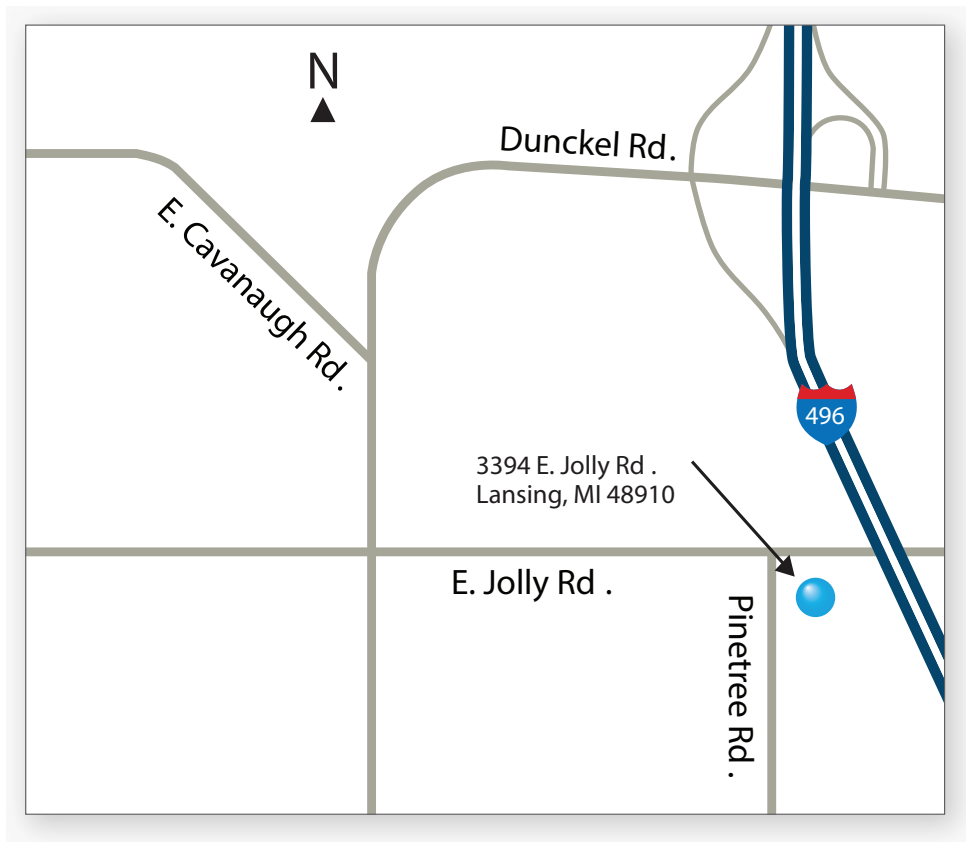 N
Dunckel Rd.
E. Cavanaugh Rd.
496
3394 E. Jolly Rd .
Lansing, MI 48910
E. Jolly Rd .
Pinetree Rd .